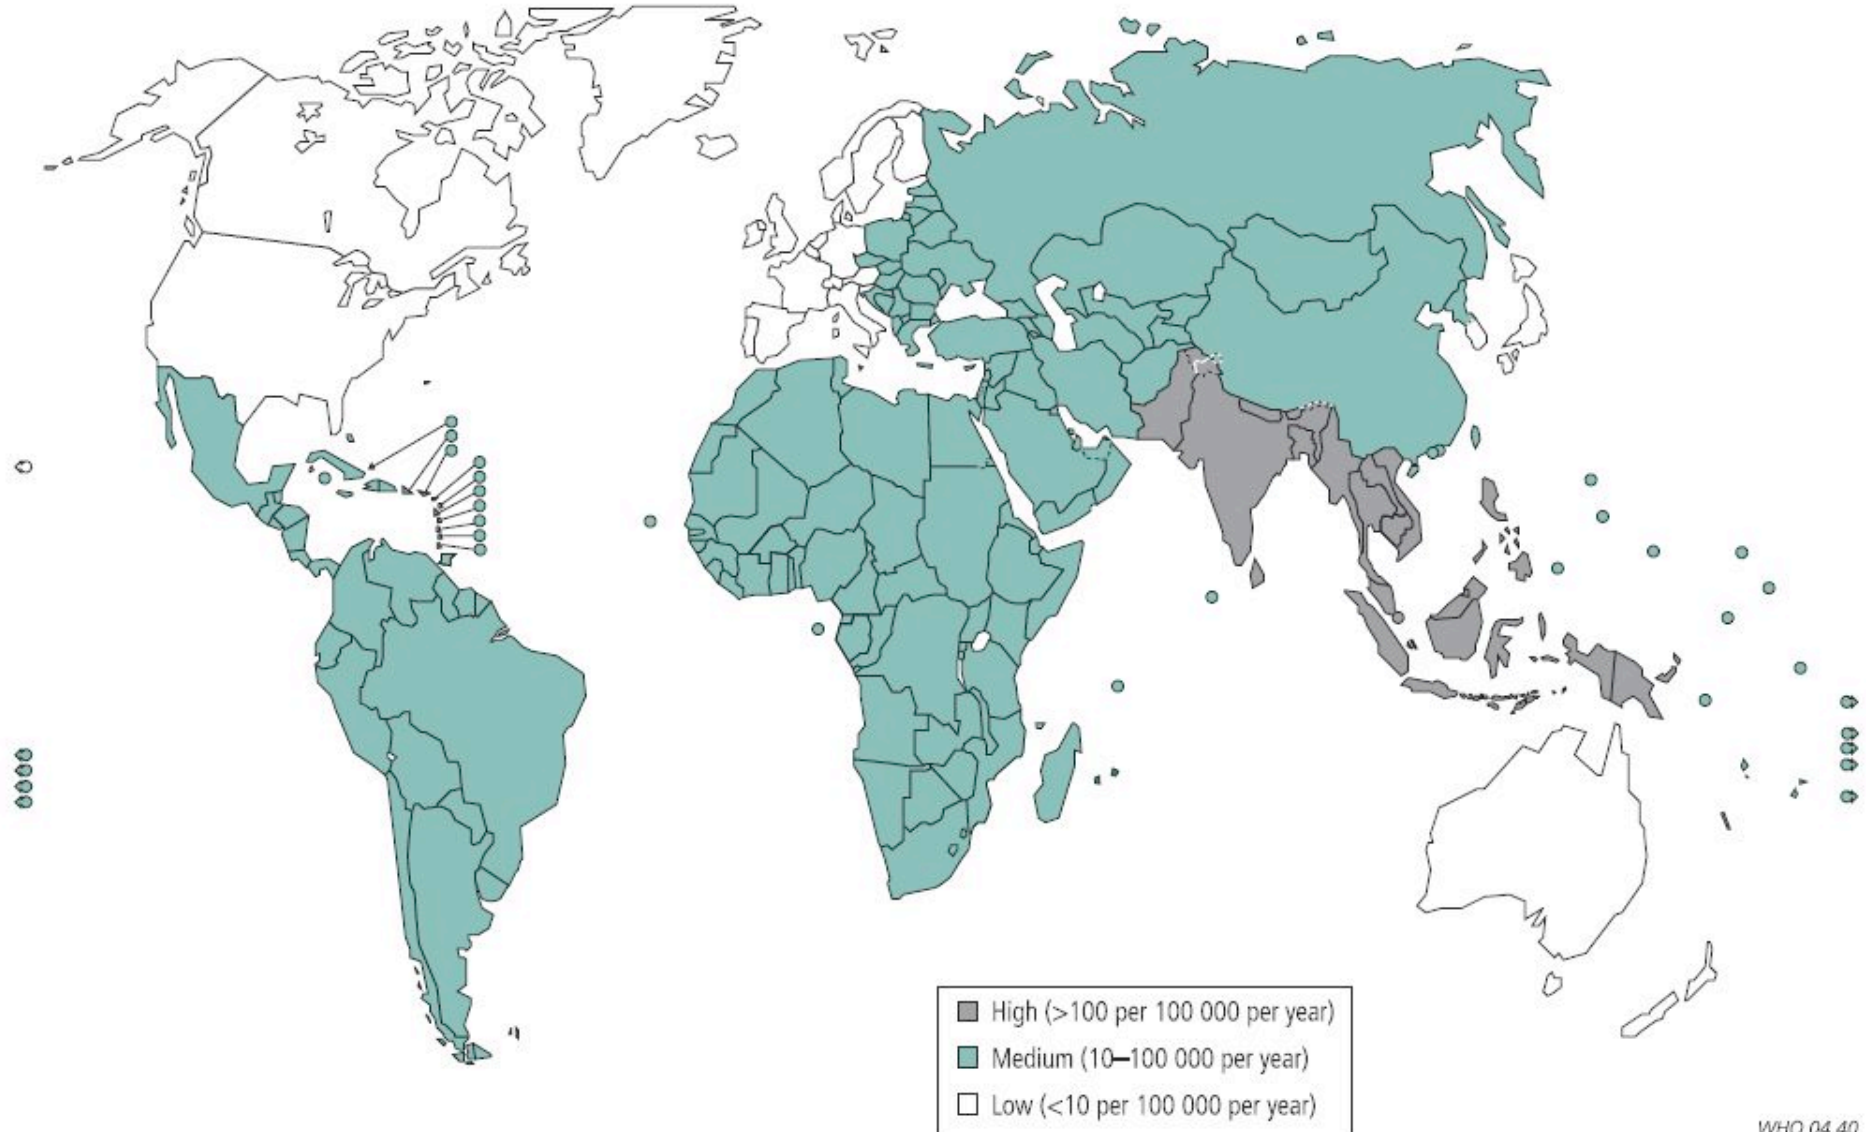 High (>100 per 100 000 per year)
Medium (10–100 000 per year)
Low (<10 per 100 000 per year)
WHO 04.40